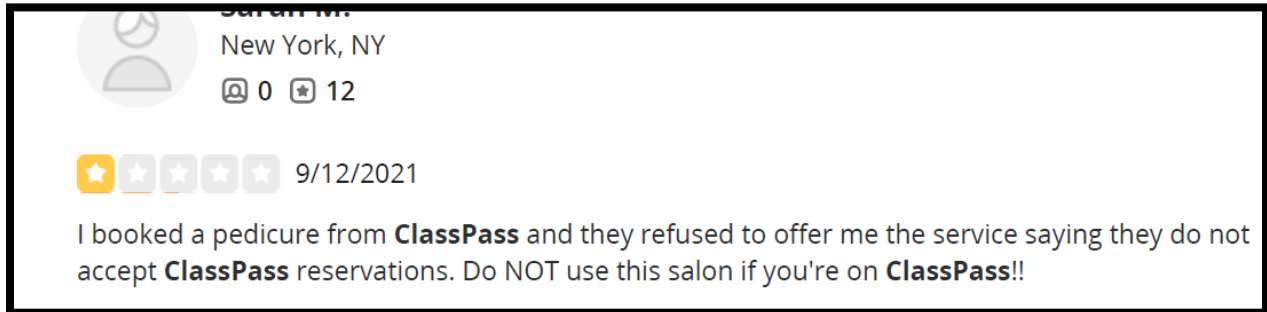 New York, NY
0 12
9/12/2021
I booked a pedicure from ClassPass and they refused to offer me the service saying they do not
accept ClassPass reservations. Do NOT use this salon if you're on ClassPass!!